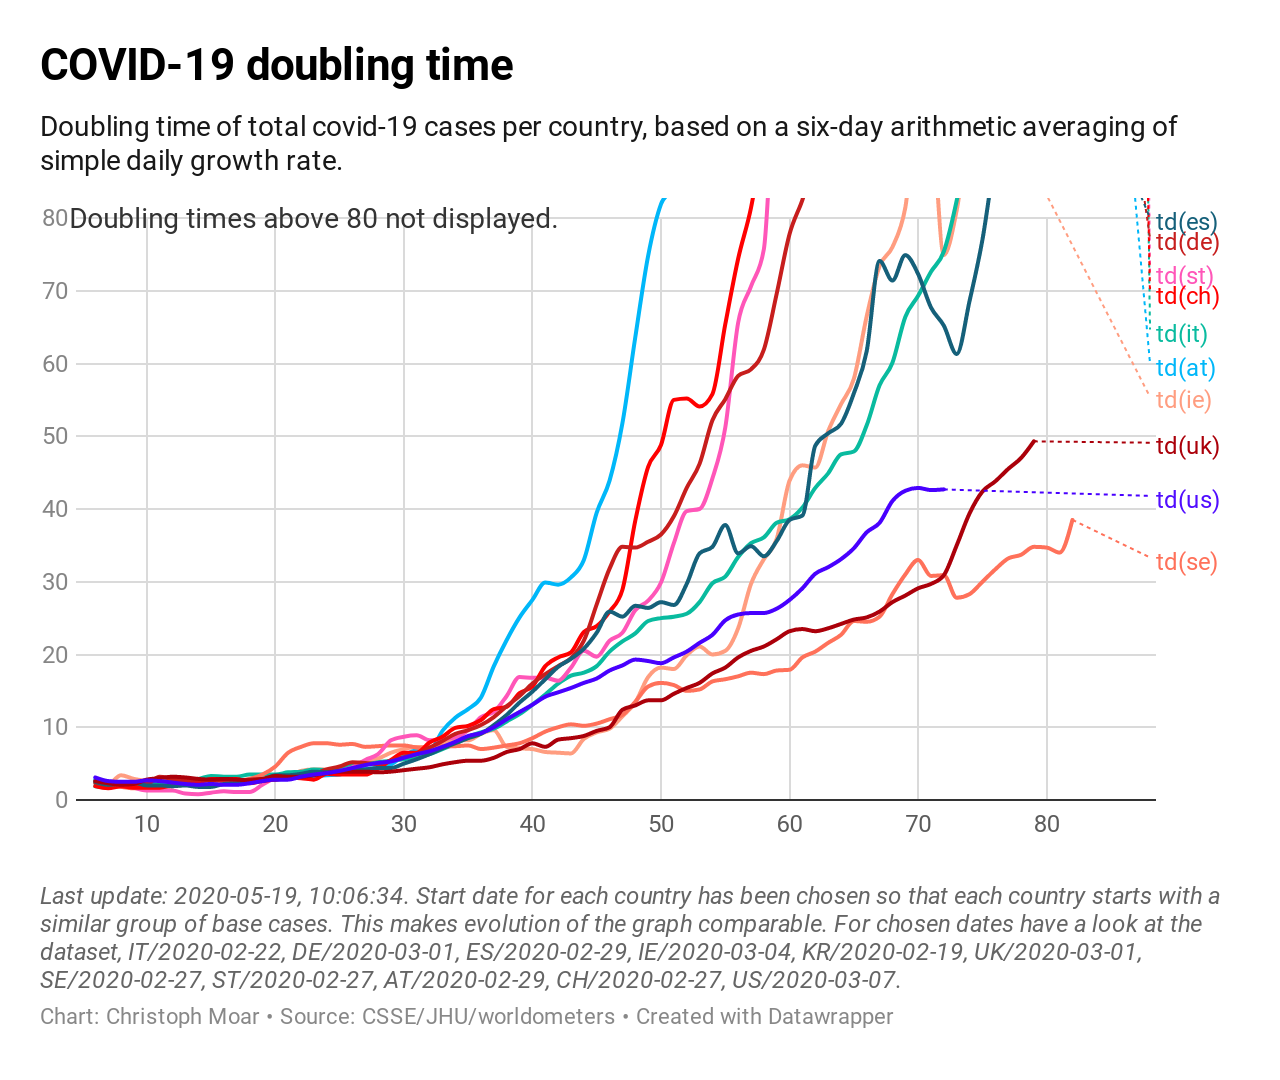 COVID-19 doubling time
Doubling time of total covid-19 cases per country, based on a six-day arithmetic averaging of
simple daily growth rate.
80 Doubling times above 80 not displayed.
td(es)
td(de)
td(st)
70
td(ch)
td(it)
60
td(at)
td(ie)
50
td(uk)
40
td(us)
30
td(se)
20
10
0
10 20 30 40 50 60 70 80
Last update: 2020-05-19, 10:06:34. Start date for each country has been chosen so that each country starts with a
similar group of base cases. This makes evolution of the graph comparable. For chosen dates have a look at the
dataset, IT/2020-02-22, DE/2020-03-01, ES/2020-02-29, IE/2020-03-04, KR/2020-02-19, UK/2020-03-01,
SE/2020-02-27, ST/2020-02-27, AT/2020-02-29, CH/2020-02-27, US/2020-03-07.
Chart: Christoph Moar • Source: CSSE/JHU/worldometers • Created with Datawrapper